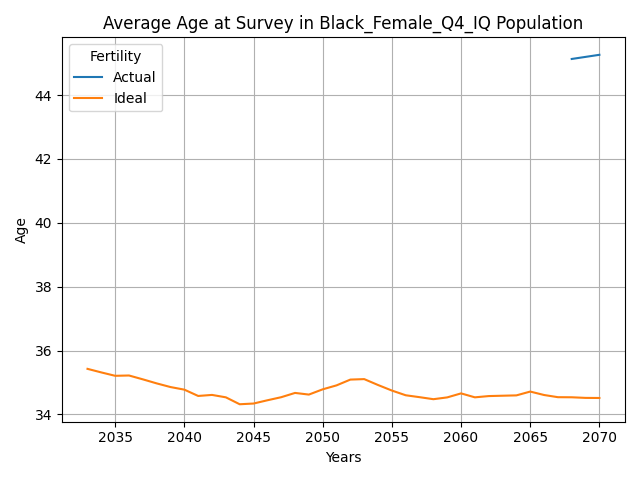 Average Age at Survey in Black_Female_Q4_IQ Population
Fertility
Actual
Ideal
44
42
40
38
36
34
Age
2035 2040 2045 2050 2055 2060 2065 2070
Years